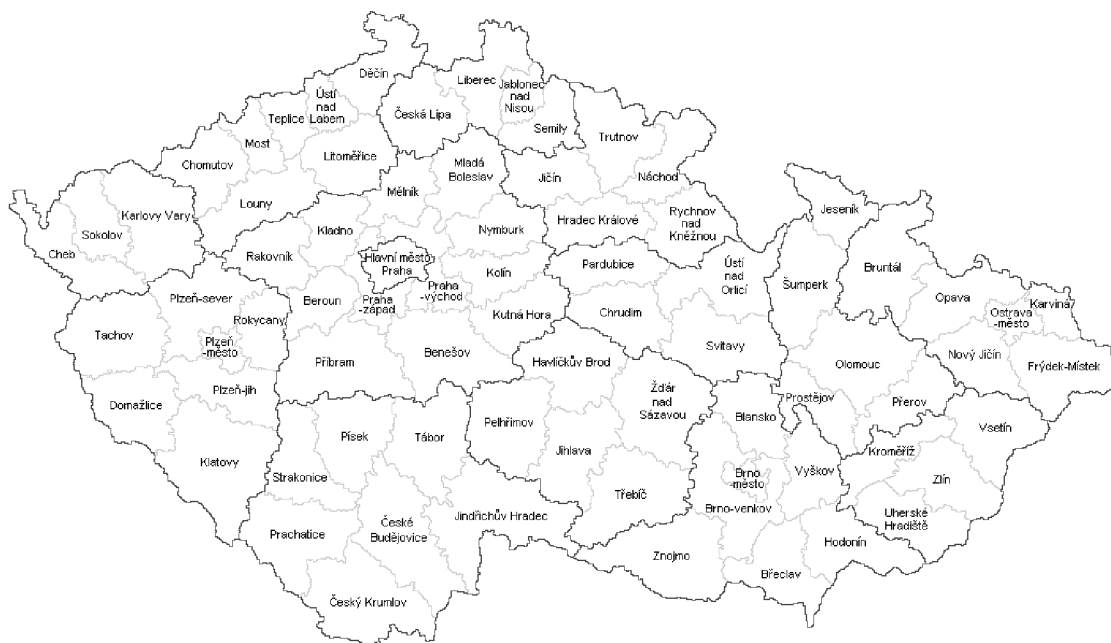 Děčín
Liberec
Jablonec
nad
Nisou
Ústí
nad
Labem
Teplice
Česká Lípa
Semily
Trutnov
Most
Chomutov
Litoměřice
Mladá
Boleslav
Jičín
Náchod
Mělník
Louny
Karlovy Vary
Sokolov
Cheb
Kladno
Rakovník
Nymburk
Hradec Králové
Rychnov
nad
Kněžnou
Jeseník
Hlavní město
Praha
Kolín
Pardubice
Ústí
nad
Orlicí
Šumperk
Bruntál
Praha
-východ
Praha
-západ
Beroun
Plzeň-sever
Rokycany
Tachov
Plzeň
-město
Kutná Hora
Chrudim
Opava
Ostrava
-město
Karviná
Svitavy
Příbram
Benešov
Havlíčkův Brod
Olomouc
Nový Jičín
Frýdek-Místek
Plzeň-jih
Domažlice
Žďár
nad
Sázavou
Prostějov
Přerov
Blansko
Vsetín
Klatovy
Písek
Tábor
Pelhřimov
Jihlava
Strakonice
Kroměříž
Vyškov
Brno
-město
Zlín
Třebíč
Brno-venkov
Uherské
Hradiště
Jindřichův Hradec
České
Budějovice
Prachatice
Hodonín
Znojmo
Břeclav
Český Krumlov